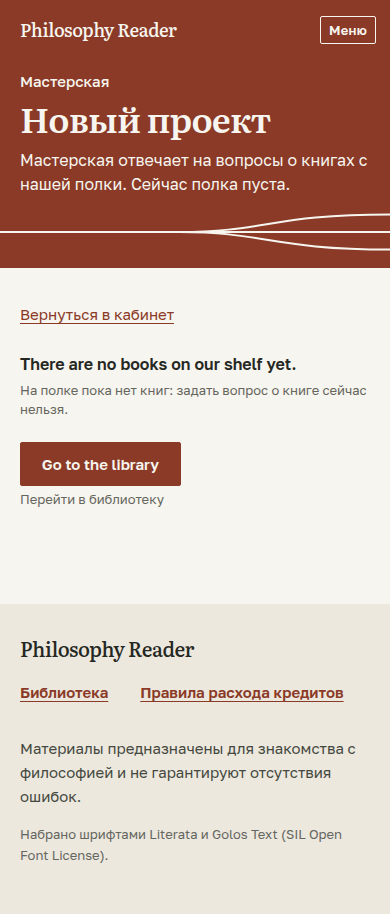 Philosophy Reader
Меню
Мастерская
Новый проект
Мастерская отвечает на вопросы о книгах с
нашей полки. Сейчас полка пуста.
Вернуться в кабинет
There are no books on our shelf yet.
На полке пока нет книг: задать вопрос о книге сейчас
нельзя.
Go to the library
Перейти в библиотеку
Philosophy Reader
Библиотека
Правила расхода кредитов
Материалы предназначены для знакомства с
философией и не гарантируют отсутствия
ошибок.
Набрано шрифтами Literata и Golos Text (SIL Open
Font License).